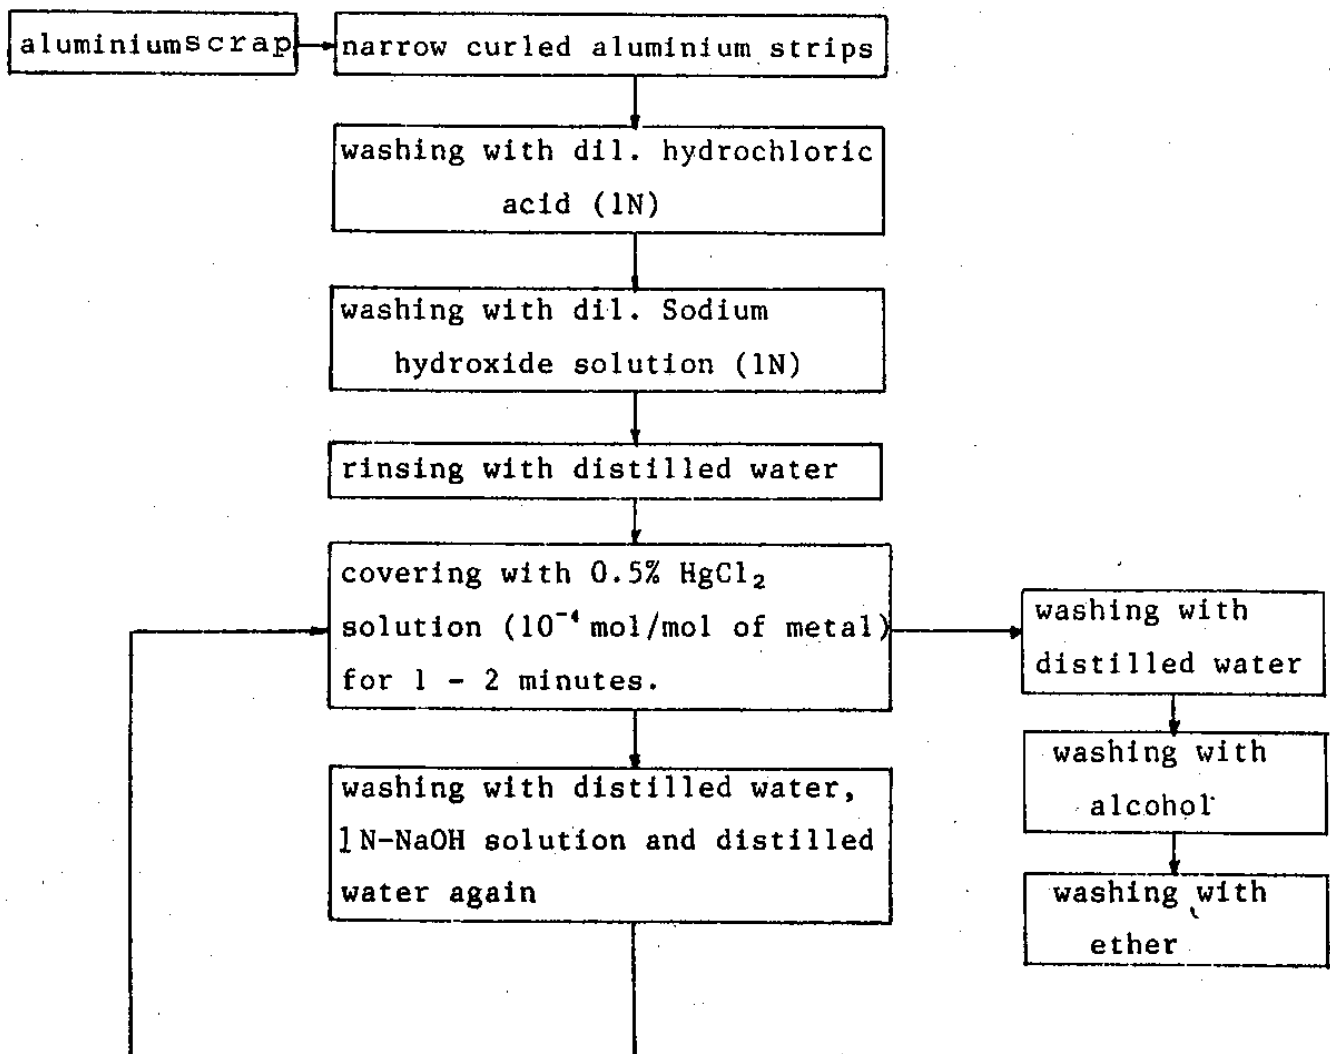 aluminium scrap
narrow curled aluminium strips
washing with dil. hydrochloric
acid (1N)
washing with dil. Sodium
hydroxide solution (1N)
rinsing with distilled water
covering with 0.5% HgCl₂
solution (10⁻⁴ mol/mol of metal)
for 1 - 2 minutes.
washing with distilled water,
1N-NaOH solution and distilled
water again
washing with
distilled water
washing with
alcohol
washing with
ether